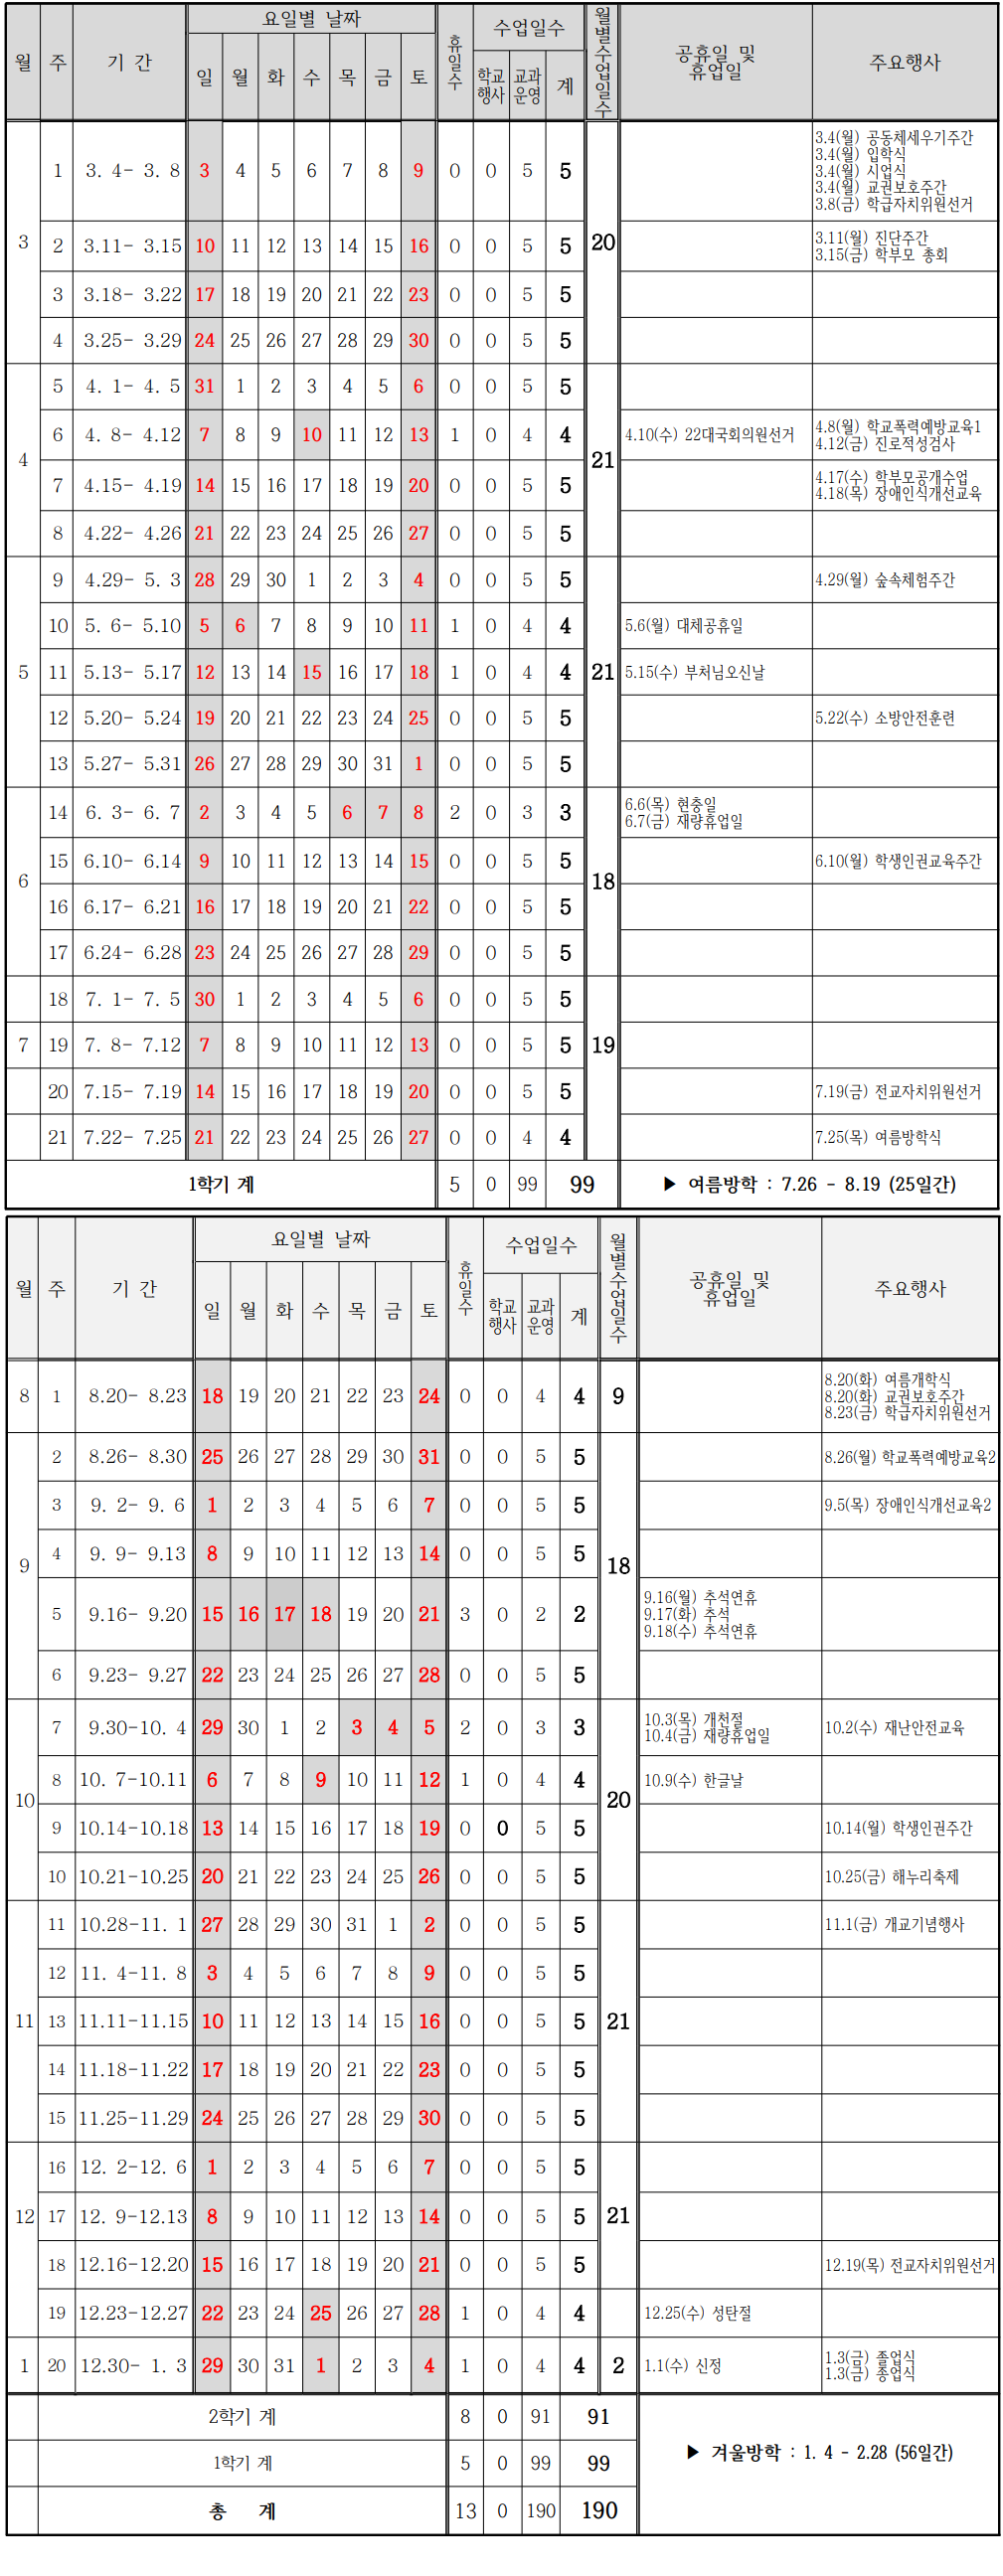 월 주 기 간 요일별 날짜 휴일수 수업일수 월별수업일수 공휴일 및 휴업일 주요행사
일 월 화 수 목 금 토 학교행사 교과운영 계
3 1 3. 4- 3. 8 3 4 5 6 7 8 9 0 0 5 5 20
3.4(월) 공동체세우기주간
3.4(월) 입학식
3.4(월) 시업식
3.4(월) 교권보호주간
3.8(금) 학급자치위원선거
2 3.11- 3.15 10 11 12 13 14 15 16 0 0 5 5
3.11(월) 진단주간
3.15(금) 학부모 총회
3 3.18- 3.22 17 18 19 20 21 22 23 0 0 5 5
4 3.25- 3.29 24 25 26 27 28 29 30 0 0 5 5
4 5 4. 1- 4. 5 31 1 2 3 4 5 6 0 0 5 5 21
6 4. 8- 4.12 7 8 9 10 11 12 13 1 0 4 4 4.10(수) 22대국회의원선거
4.8(월) 학교폭력예방교육1
4.12(금) 진로적성검사
7 4.15- 4.19 14 15 16 17 18 19 20 0 0 5 5
4.17(수) 학부모공개수업
4.18(목) 장애인식개선교육
8 4.22- 4.26 21 22 23 24 25 26 27 0 0 5 5
5 9 4.29- 5. 3 28 29 30 1 2 3 4 0 0 5 5 21 4.29(월) 숲속체험주간
10 5. 6- 5.10 5 6 7 8 9 10 11 1 0 4 4 5.6(월) 대체공휴일
11 5.13- 5.17 12 13 14 15 16 17 18 1 0 4 4 5.15(수) 부처님오신날
12 5.20- 5.24 19 20 21 22 23 24 25 0 0 5 5 5.22(수) 소방안전훈련
13 5.27- 5.31 26 27 28 29 30 31 1 0 0 5 5
6 14 6. 3- 6. 7 2 3 4 5 6 7 8 2 0 3 3 18
6.6(목) 현충일
6.7(금) 재량휴업일
15 6.10- 6.14 9 10 11 12 13 14 15 0 0 5 5 6.10(월) 학생인권교육주간
16 6.17- 6.21 16 17 18 19 20 21 22 0 0 5 5
17 6.24- 6.28 23 24 25 26 27 28 29 0 0 5 5
18 7. 1- 7. 5 30 1 2 3 4 5 6 0 0 5 5
7 19 7. 8- 7.12 7 8 9 10 11 12 13 0 0 5 5 19
20 7.15- 7.19 14 15 16 17 18 19 20 0 0 5 5 7.19(금) 전교자치위원선거
21 7.22- 7.25 21 22 23 24 25 26 27 0 0 4 4 7.25(목) 여름방학식
1학기 계 5 0 99 99 ▶ 여름방학 : 7.26 - 8.19 (25일간)
월 주 기 간 요일별 날짜 휴일수 수업일수 월별수업일수 공휴일 및 휴업일 주요행사
일 월 화 수 목 금 토 학교행사 교과운영 계
8 1 8.20- 8.23 18 19 20 21 22 23 24 0 0 4 4 9
8.20(화) 여름개학식
8.20(화) 교권보호주간
8.23(금) 학급자치위원선거
9 2 8.26- 8.30 25 26 27 28 29 30 31 0 0 5 5 18 8.26(월) 학교폭력예방교육2
3 9. 2- 9. 6 1 2 3 4 5 6 7 0 0 5 5 9.5(목) 장애인식개선교육2
4 9. 9- 9.13 8 9 10 11 12 13 14 0 0 5 5
5 9.16- 9.20 15 16 17 18 19 20 21 3 0 2 2
9.16(월) 추석연휴
9.17(화) 추석
9.18(수) 추석연휴
6 9.23- 9.27 22 23 24 25 26 27 28 0 0 5 5
10 7 9.30-10. 4 29 30 1 2 3 4 5 2 0 3 3 20
10.3(목) 개천절
10.4(금) 재량휴업일
10.2(수) 재난안전교육
8 10. 7-10.11 6 7 8 9 10 11 12 1 0 4 4 10.9(수) 한글날
9 10.14-10.18 13 14 15 16 17 18 19 0 0 5 5 10.14(월) 학생인권주간
10 10.21-10.25 20 21 22 23 24 25 26 0 0 5 5 10.25(금) 해누리축제
11 11 10.28-11. 1 27 28 29 30 31 1 2 0 0 5 5 21 11.1(금) 개교기념행사
12 11. 4-11. 8 3 4 5 6 7 8 9 0 0 5 5
13 11.11-11.15 10 11 12 13 14 15 16 0 0 5 5
14 11.18-11.22 17 18 19 20 21 22 23 0 0 5 5
15 11.25-11.29 24 25 26 27 28 29 30 0 0 5 5
12 16 12. 2-12. 6 1 2 3 4 5 6 7 0 0 5 5 21
17 12. 9-12.13 8 9 10 11 12 13 14 0 0 5 5
18 12.16-12.20 15 16 17 18 19 20 21 0 0 5 5 12.19(목) 전교자치위원선거
19 12.23-12.27 22 23 24 25 26 27 28 1 0 4 4 12.25(수) 성탄절
1 20 12.30- 1. 3 29 30 31 1 2 3 4 1 0 4 4 2 1.1(수) 신정
1.3(금) 졸업식
1.3(금) 종업식
2학기 계 8 0 91 91
1학기 계 5 0 99 99
▶ 겨울방학 : 1. 4 - 2.28 (56일간)
총 계 13 0 190 190